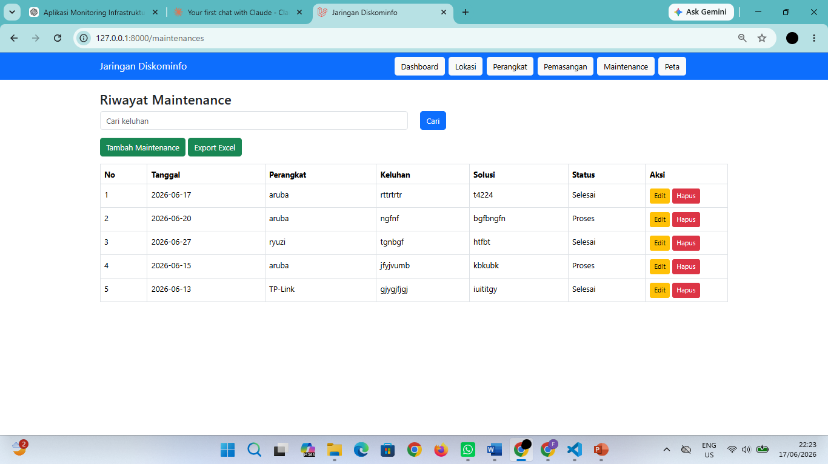 Aplikasi Monitoring Infrastrukt
Your first chat with Claude - Cla
Jaringan Diskominfo
Ask Gemini
127.0.0.1:8000/maintenances
Jaringan Diskominfo
Dashboard
Lokasi
Perangkat
Pemasangan
Maintenance
Peta
Riwayat Maintenance
Cari keluhan
Cari
Tambah Maintenance
Export Excel
No Tanggal Perangkat Keluhan Solusi Status Aksi
1 2026-06-17 aruba rttrtrtr t4224 Selesai Edit Hapus
2 2026-06-20 aruba ngfnf bgfbngfn Proses Edit Hapus
3 2026-06-27 ryuzi tgnbgf htfbt Selesai Edit Hapus
4 2026-06-15 aruba jfyjvumb kbkubk Proses Edit Hapus
5 2026-06-13 TP-Link gjygjfjgj iuititgy Selesai Edit Hapus
2
ENG
US
22:23
17/06/2026